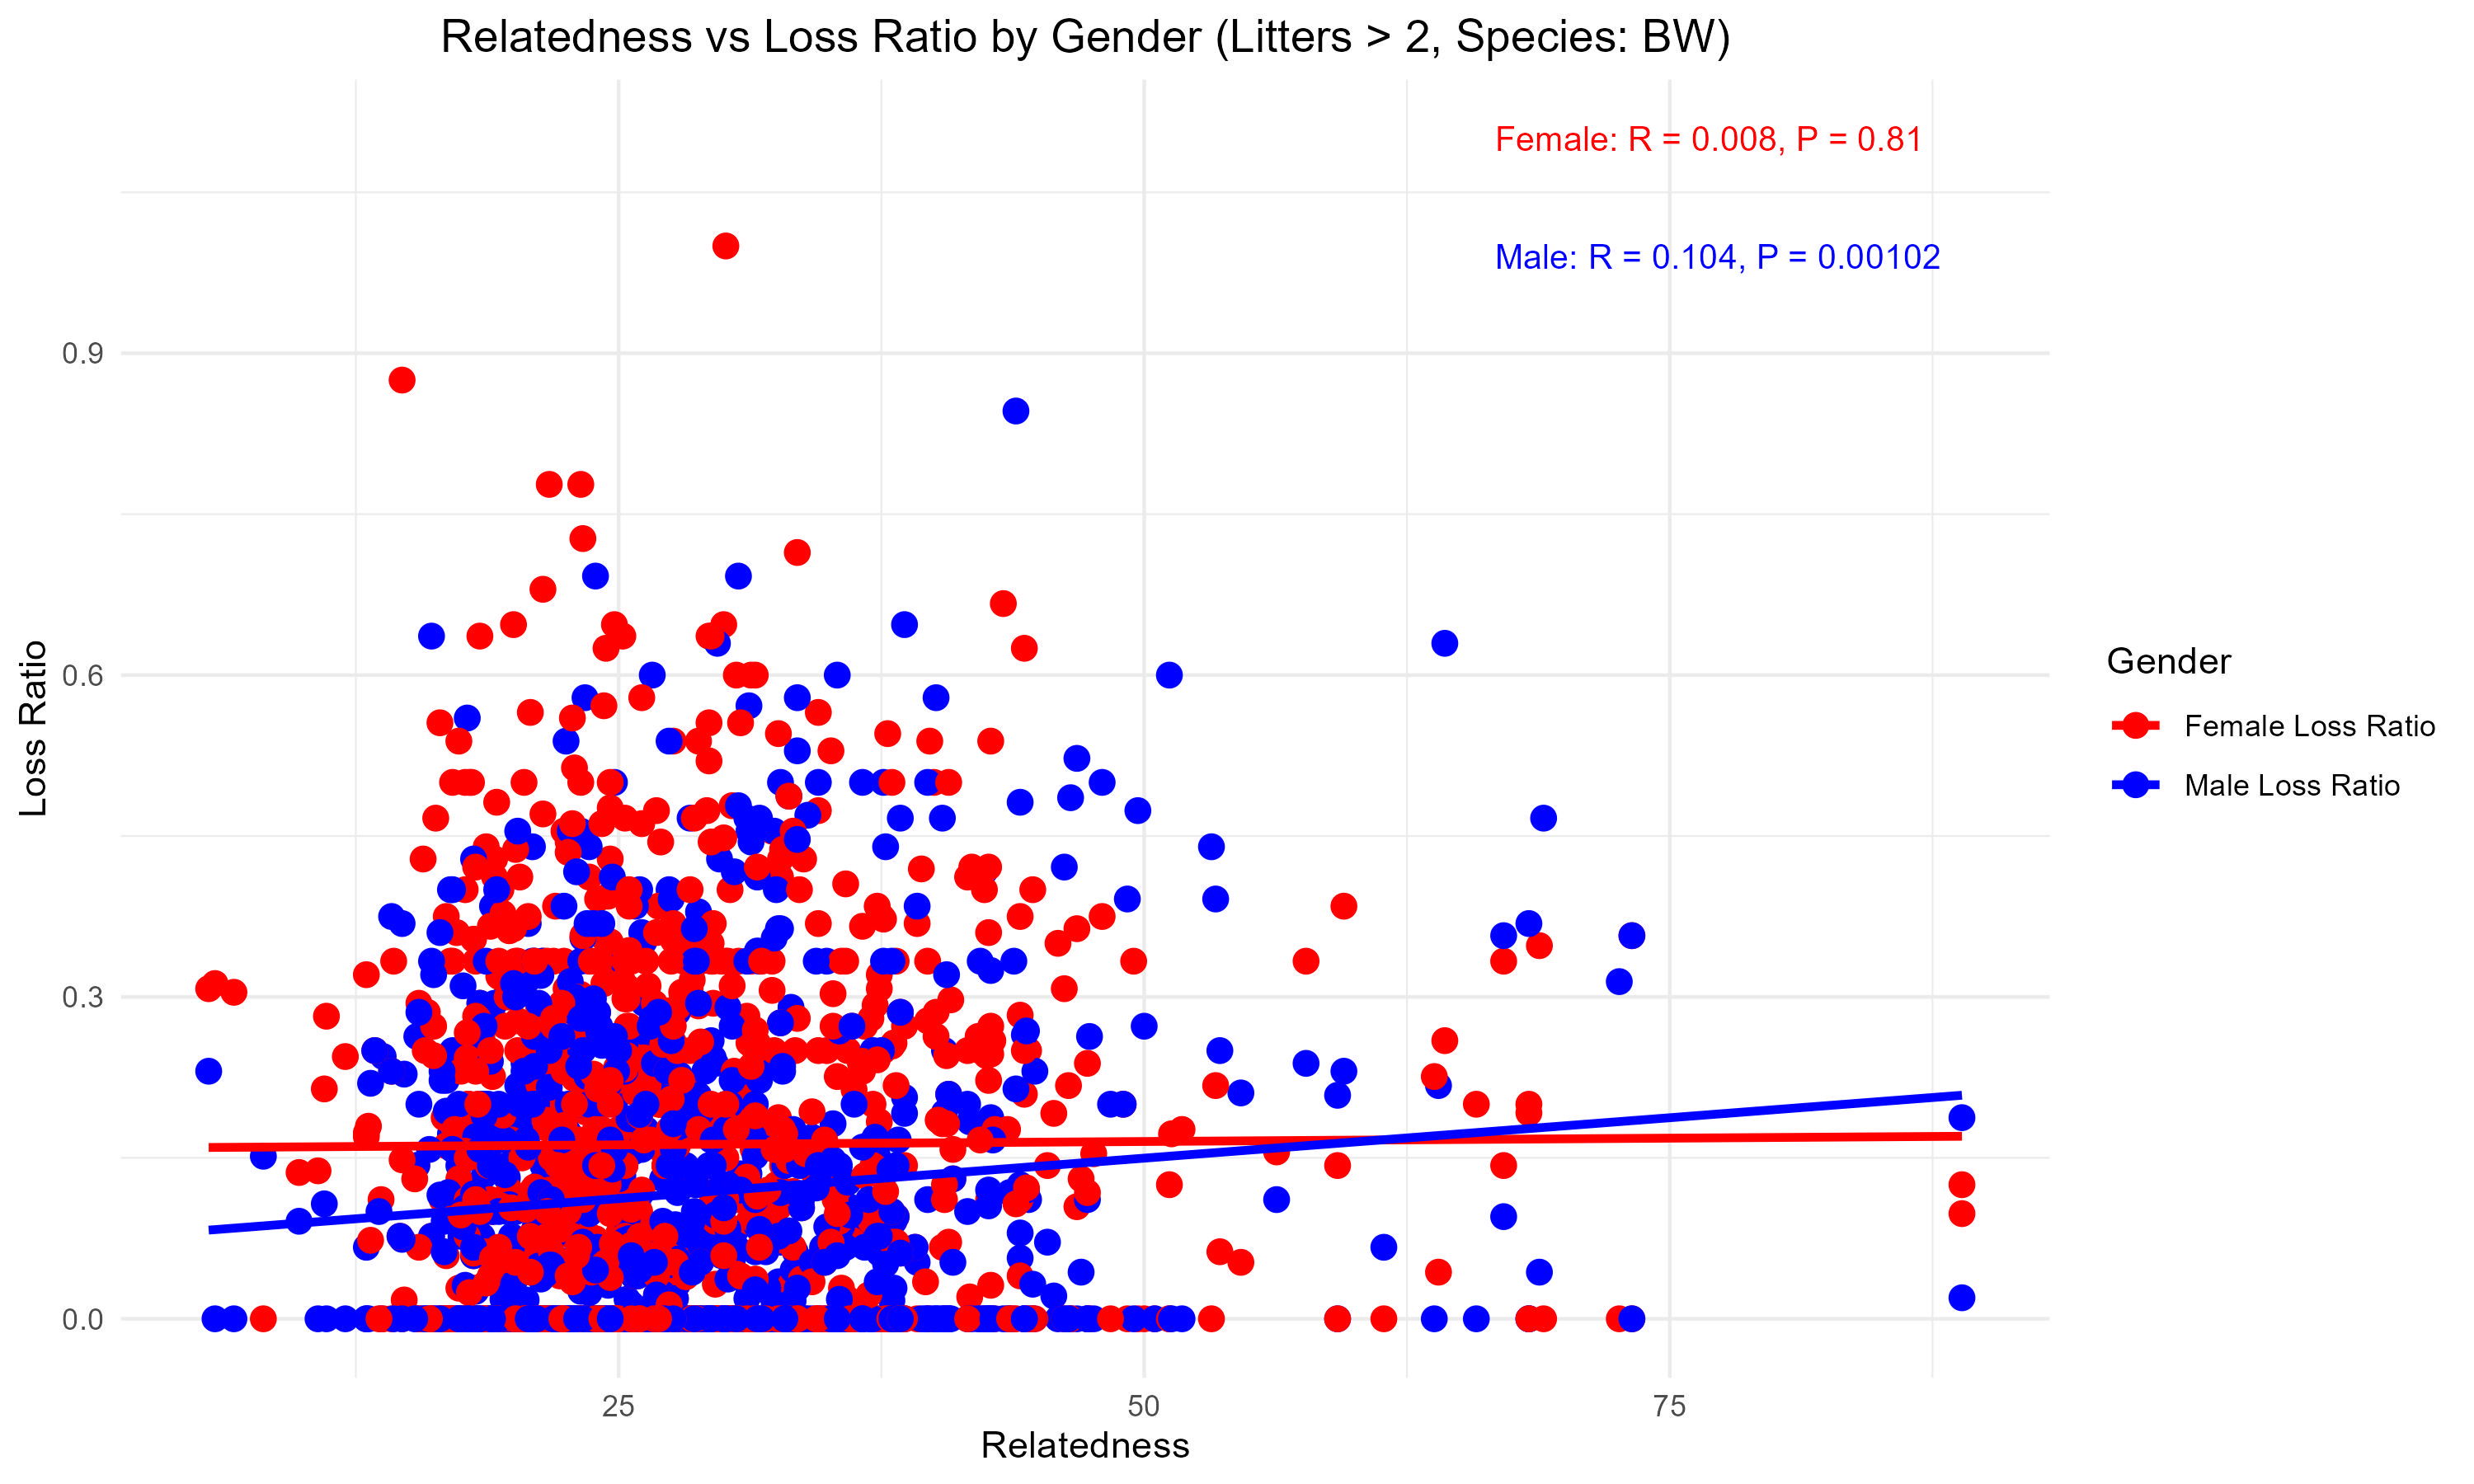 Relatedness vs Loss Ratio by Gender (Litters > 2, Species: BW)
Female: R = 0.008, P = 0.81
Male: R = 0.104, P = 0.00102
0.9
0.6
0.3
0.0
Loss Ratio
25
50
75
Relatedness
Gender
Female Loss Ratio
Male Loss Ratio